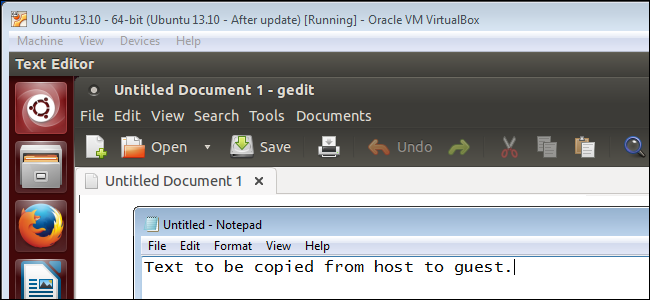 Ubuntu 13.10 - 64-bit (Ubuntu 13.10 - After update) [Running] - Oracle VM VirtualBox
Machine View Devices Help
Text Editor
Untitled Document 1 - gedit
File Edit View Search Tools Documents
Open Save Undo
Untitled Document 1
Untitled - Notepad
File Edit Format View Help
Text to be copied from host to guest.